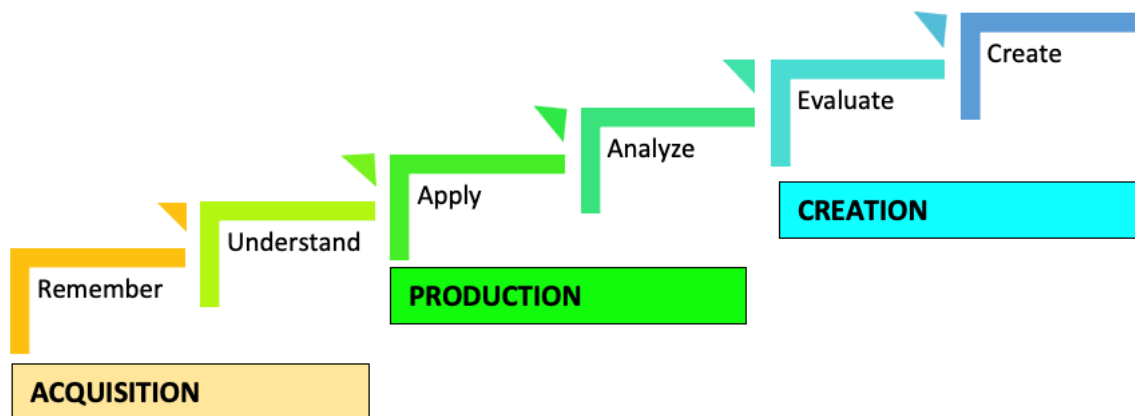 Remember
Understand
Apply
Analyze
Evaluate
Create
ACQUISITION
PRODUCTION
CREATION